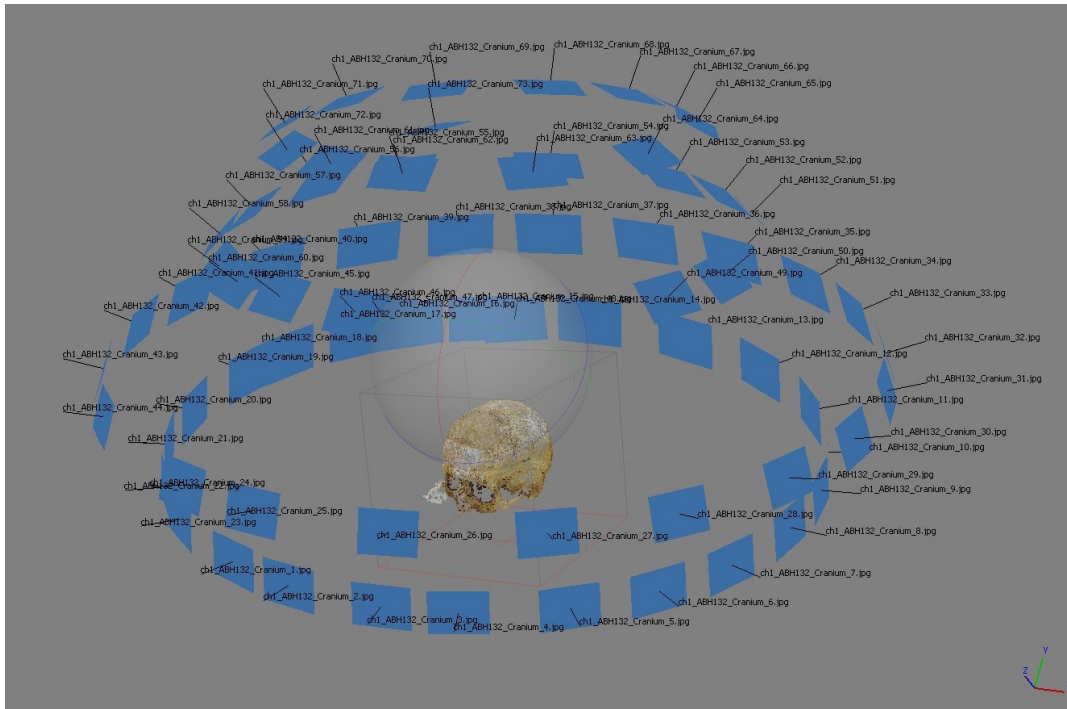 ch1_ABH132_Cranium_69.jpg
ch1_ABH132_Cranium_68.jpg
ch1_ABH132_Cranium_67.jpg
ch1_ABH132_Cranium_70.jpg
ch1_ABH132_Cranium_66.jpg
ch1_ABH132_Cranium_71.jpg
ch1_ABH132_Cranium_73.jpg
ch1_ABH132_Cranium_65.jpg
ch1_ABH132_Cranium_72.jpg
ch1_ABH132_Cranium_64.jpg
ch1_ABH132_Cranium_54.jpg
ch1_ABH132_Cranium_55.jpg
ch1_ABH132_Cranium_62.jpg
ch1_ABH132_Cranium_63.jpg
ch1_ABH132_Cranium_53.jpg
ch1_ABH132_Cranium_56.jpg
ch1_ABH132_Cranium_52.jpg
ch1_ABH132_Cranium_57.jpg
ch1_ABH132_Cranium_51.jpg
ch1_ABH132_Cranium_58.jpg
ch1_ABH132_Cranium_37.jpg
ch1_ABH132_Cranium_39.jpg
ch1_ABH132_Cranium_36.jpg
ch1_ABH132_Cranium_35.jpg
ch1_ABH132_Cranium_40.jpg
ch1_ABH132_Cranium_50.jpg
ch1_ABH132_Cranium_60.jpg
ch1_ABH132_Cranium_34.jpg
ch1_ABH132_Cranium_45.jpg
ch1_ABH132_Cranium_49.jpg
ch1_ABH132_Cranium_46.jpg
ch1_ABH132_Cranium_33.jpg
ch1_ABH132_Cranium_15.jpg
ch1_ABH132_Cranium_14.jpg
ch1_ABH132_Cranium_16.jpg
ch1_ABH132_Cranium_42.jpg
ch1_ABH132_Cranium_17.jpg
ch1_ABH132_Cranium_13.jpg
ch1_ABH132_Cranium_18.jpg
ch1_ABH132_Cranium_32.jpg
ch1_ABH132_Cranium_43.jpg
ch1_ABH132_Cranium_19.jpg
ch1_ABH132_Cranium_12.jpg
ch1_ABH132_Cranium_31.jpg
ch1_ABH132_Cranium_20.jpg
ch1_ABH132_Cranium_11.jpg
ch1_ABH132_Cranium_44.jpg
ch1_ABH132_Cranium_30.jpg
ch1_ABH132_Cranium_21.jpg
ch1_ABH132_Cranium_10.jpg
ch1_ABH132_Cranium_29.jpg
ch1_ABH132_Cranium_24.jpg
ch1_ABH132_Cranium_9.jpg
ch1_ABH132_Cranium_25.jpg
ch1_ABH132_Cranium_28.jpg
ch1_ABH132_Cranium_23.jpg
ch1_ABH132_Cranium_8.jpg
ch1_ABH132_Cranium_26.jpg
ch1_ABH132_Cranium_27.jpg
ch1_ABH132_Cranium_1.jpg
ch1_ABH132_Cranium_7.jpg
ch1_ABH132_Cranium_2.jpg
ch1_ABH132_Cranium_6.jpg
ch1_ABH132_Cranium_3.jpg
ch1_ABH132_Cranium_4.jpg
ch1_ABH132_Cranium_5.jpg
Y
Z